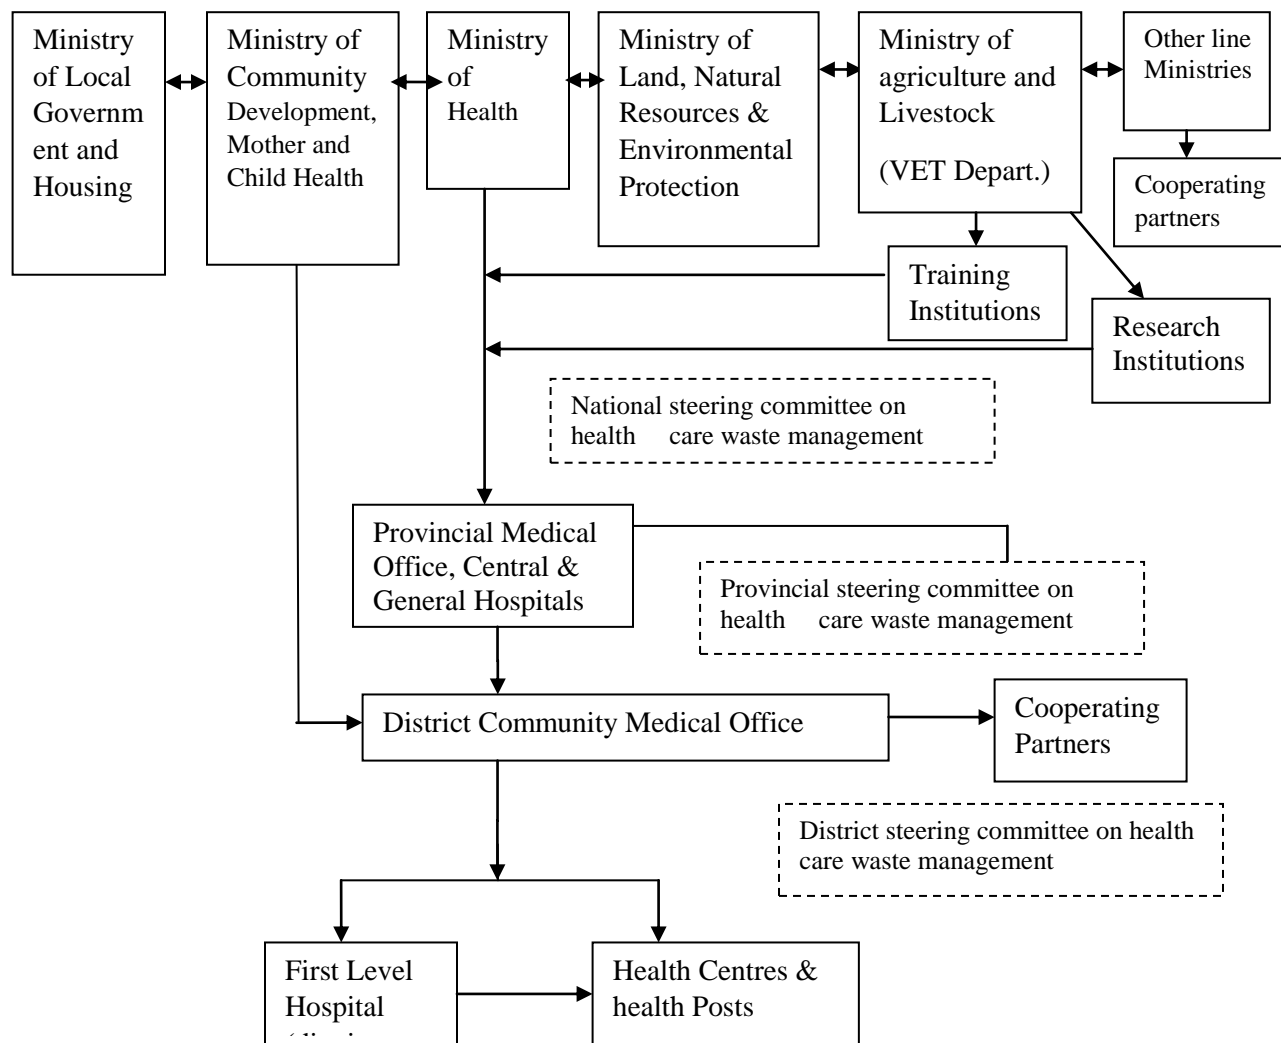 Ministry
of Local
Governm
ent and
Housing
Ministry of
Community
Development,
Mother and
Child Health
Ministry
of
Health
Ministry of
Land, Natural
Resources &
Environmental
Protection
Ministry of
agriculture and
Livestock
(VET Depart.)
Other line
Ministries
Cooperating
partners
Training
Institutions
Research
Institutions
National steering committee on
health care waste management
Provincial Medical
Office, Central &
General Hospitals
Provincial steering committee on
health care waste management
District Community Medical Office
Cooperating
Partners
District steering committee on health
care waste management
First Level
Hospital
Health Centres &
health Posts